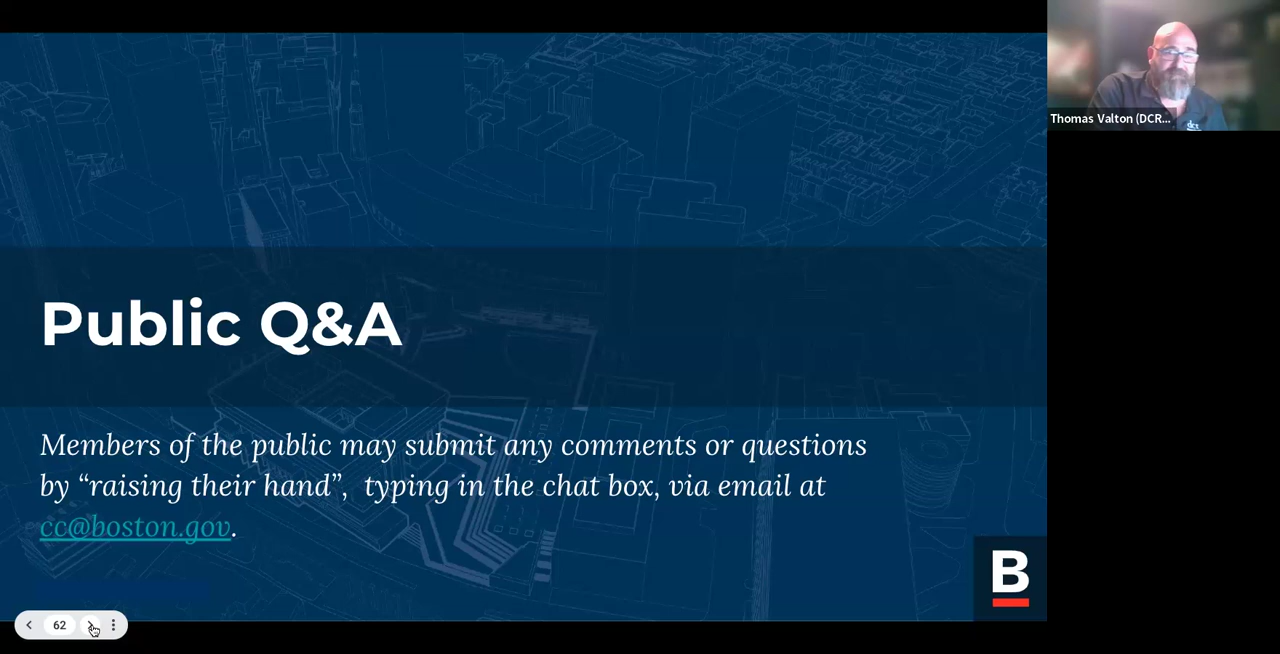 Thomas Valton (DCR...
Public Q&A
Members of the public may submit any comments or questions
by “raising their hand”,  typing in the chat box, via email at
cc@boston.gov.
B
62
dcr